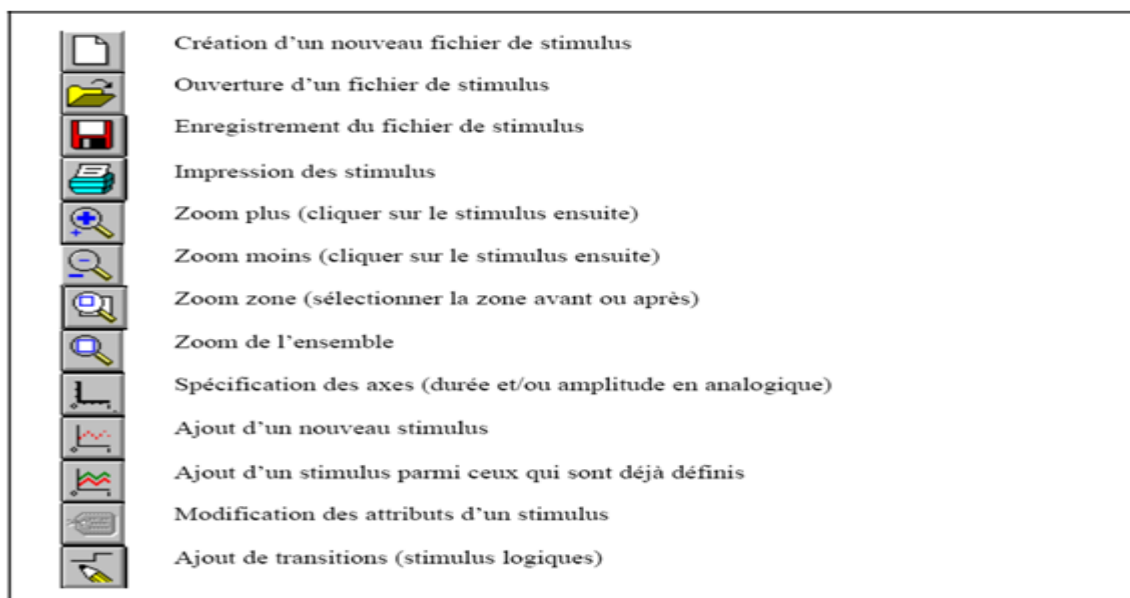 Création d'un nouveau fichier de stimulus
Ouverture d'un fichier de stimulus
Enregistrement du fichier de stimulus
Impression des stimulus
Zoom plus (cliquer sur le stimulus ensuite)
Zoom moins (cliquer sur le stimulus ensuite)
Zoom zone (sélectionner la zone avant ou après)
Zoom de l'ensemble
Spécification des axes (durée et/ou amplitude en analogique)
Ajout d'un nouveau stimulus
Ajout d'un stimulus parmi ceux qui sont déjà définis
Modification des attributs d'un stimulus
Ajout de transitions (stimulus logiques)